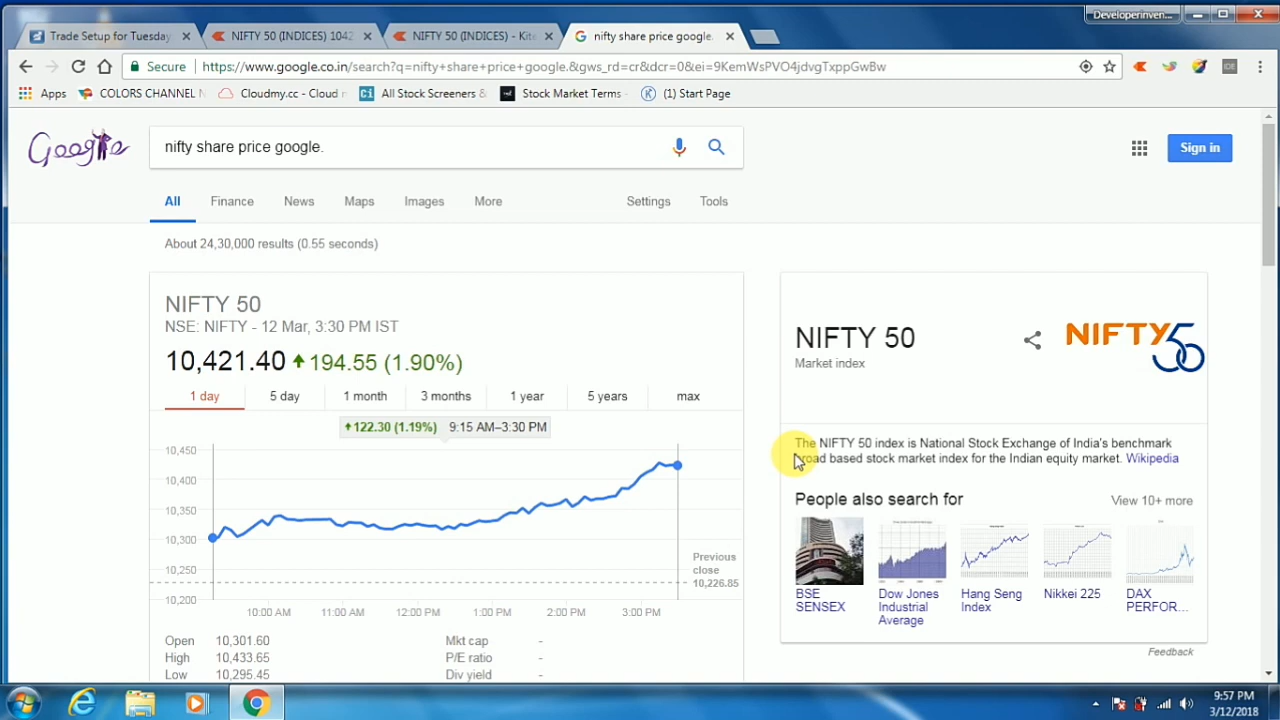 Developerinven...
Trade Setup for Tuesday
NIFTY 50 (INDICES) 1042
NIFTY 50 (INDICES) - Kite
nifty share price google.
Secure
https://www.google.co.in/search?q=nifty+share+price+google.&gws_rd=cr&dcr=0&ei=9KemWsPVO4jdvgTxppGwBw
Apps
COLORS CHANNEL
Cloudmy.cc - Cloud
All Stock Screeners &
Stock Market Terms
(1) Start Page
Google
nifty share price google.
Sign in
All
Finance
News
Maps
Images
More
Settings
Tools
About 24,30,000 results (0.55 seconds)
NIFTY 50
NSE: NIFTY - 12 Mar, 3:30 PM IST
10,421.40 194.55 (1.90%)
1 day
5 day
1 month
3 months
1 year
5 years
max
122.30 (1.19%) 9:15 AM–3:30 PM
10,450
10,400
10,350
10,300
10,250
10,200
Previous
close
10,226.85
10:00 AM
11:00 AM
12:00 PM
1:00 PM
2:00 PM
3:00 PM
Open 10,301.60
High 10,433.65
Low 10,295.45
Mkt cap -
P/E ratio -
Div yield -
NIFTY 50
Market index
NIFTY 50
The NIFTY 50 index is National Stock Exchange of India's benchmark
broad based stock market index for the Indian equity market. Wikipedia
People also search for
View 10+ more
BSE
SENSEX
Dow Jones
Industrial
Average
Hang Seng
Index
Nikkei 225
DAX
PERFOR...
Feedback
9:57 PM
3/12/2018